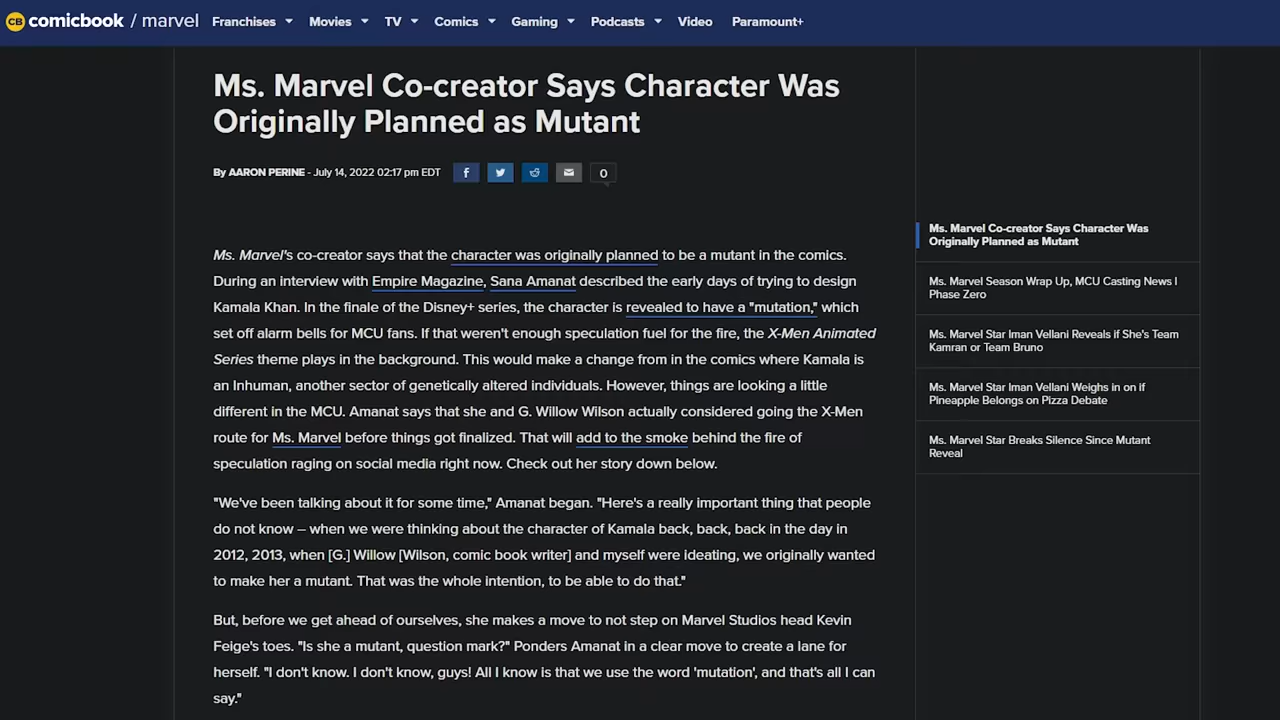 CB comicbook / marvel Franchises Movies TV Comics Gaming Podcasts Video Paramount+
Ms. Marvel Co-creator Says Character Was
Originally Planned as Mutant
By AARON PERINE - July 14, 2022 02:17 pm EDT f 0
Ms. Marvel's co-creator says that the character was originally planned to be a mutant in the comics.
During an interview with Empire Magazine, Sana Amanat described the early days of trying to design
Kamala Khan. In the finale of the Disney+ series, the character is revealed to have a "mutation," which
set off alarm bells for MCU fans. If that weren't enough speculation fuel for the fire, the X-Men Animated
Series theme plays in the background. This would make a change from in the comics where Kamala is
an Inhuman, another sector of genetically altered individuals. However, things are looking a little
different in the MCU. Amanat says that she and G. Willow Wilson actually considered going the X-Men
route for Ms. Marvel before things got finalized. That will add to the smoke behind the fire of
speculation raging on social media right now. Check out her story down below.
"We've been talking about it for some time," Amanat began. "Here's a really important thing that people
do not know – when we were thinking about the character of Kamala back, back, back in the day in
2012, 2013, when [G.] Willow [Wilson, comic book writer] and myself were ideating, we originally wanted
to make her a mutant. That was the whole intention, to be able to do that."
But, before we get ahead of ourselves, she makes a move to not step on Marvel Studios head Kevin
Feige's toes. "Is she a mutant, question mark?" Ponders Amanat in a clear move to create a lane for
herself. "I don't know. I don't know, guys! All I know is that we use the word 'mutation', and that's all I can
say."
Ms. Marvel Co-creator Says Character Was
Originally Planned as Mutant
Ms. Marvel Season Wrap Up, MCU Casting News I
Phase Zero
Ms. Marvel Star Iman Vellani Reveals if She's Team
Kamran or Team Bruno
Ms. Marvel Star Iman Vellani Weighs in on if
Pineapple Belongs on Pizza Debate
Ms. Marvel Star Breaks Silence Since Mutant
Reveal